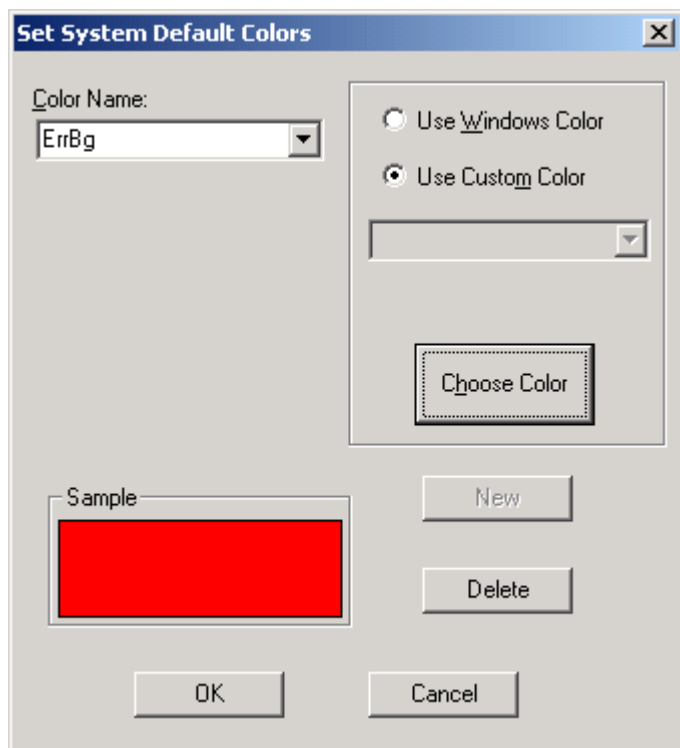 Set System Default Colors
Color Name:
ErrBg
Use Windows Color
Use Custom Color
Choose Color
Sample
New
Delete
OK
Cancel